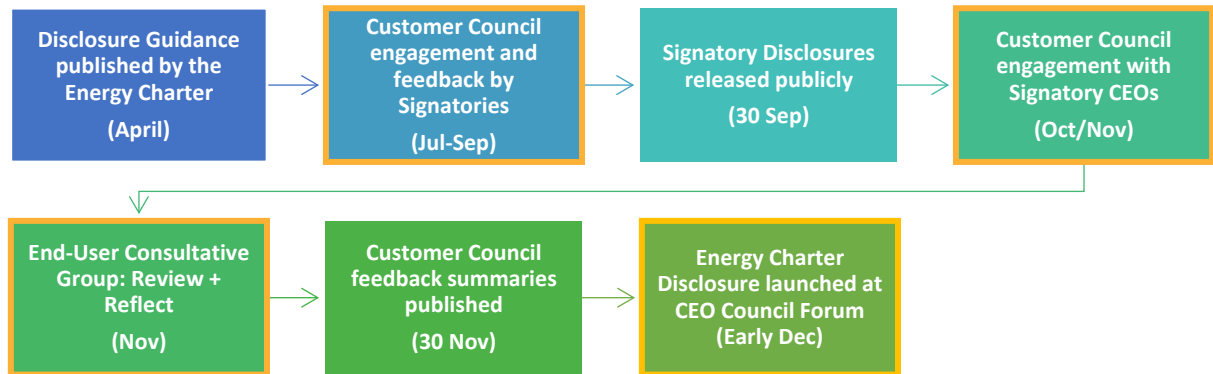 Disclosure Guidance
published by the
Energy Charter
(April)
Customer Council
engagement and
feedback by
Signatories
(Jul-Sep)
Signatory Disclosures
released publicly
(30 Sep)
Customer Council
engagement with
Signatory CEOs
(Oct/Nov)
End-User Consultative
Group: Review +
Reflect
(Nov)
Customer Council
feedback summaries
published
(30 Nov)
Energy Charter
Disclosure launched at
CEO Council Forum
(Early Dec)